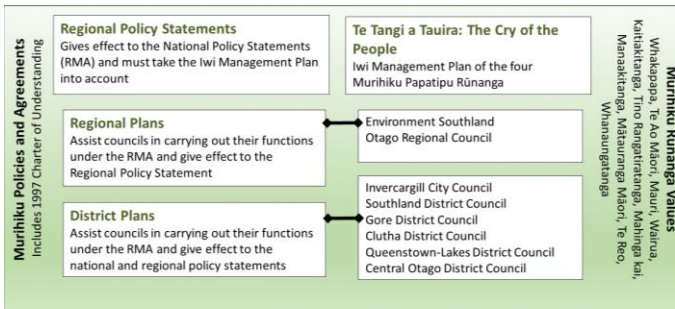 Murihiku Policies and Agreements
Includes 1997 Charter of Understanding
Regional Policy Statements
Gives effect to the National Policy Statements
(RMA) and must take the Iwi Management Plan
into account
Te Tangi a Tauira: The Cry of the
People
Iwi Management Plan of the four
Murihiku Papatipu Rūnanga
Regional Plans
Assist councils in carrying out their functions
under the RMA and give effect to the
Regional Policy Statement
Environment Southland
Otago Regional Council
District Plans
Assist councils in carrying out their functions
under the RMA and give effect to the
national and regional policy statements
Invercargill City Council
Southland District Council
Gore District Council
Clutha District Council
Queenstown-Lakes District Council
Central Otago District Council
Murihiku Rūnanga Values
Whakapapa, Te Ao Māori, Mauri, Wairua,
Kaitiakitanga, Tino Rangatiratanga, Mahinga kai,
Manaakitanga, Mātauranga Māori, Te Reo,
Whanaungatanga